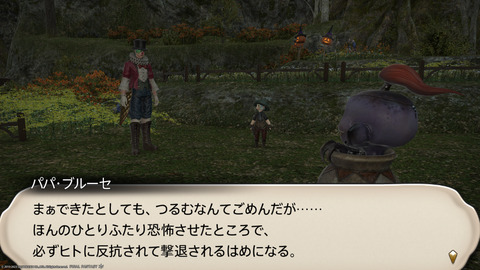 パパ・ブルーセ
まぁできたとしても、つるむなんてごめんだが……
ほんのひとりふたり恐怖させたところで、
必ずヒトに反抗されて撃退されるはめになる。
FINAL FANTASY XIV